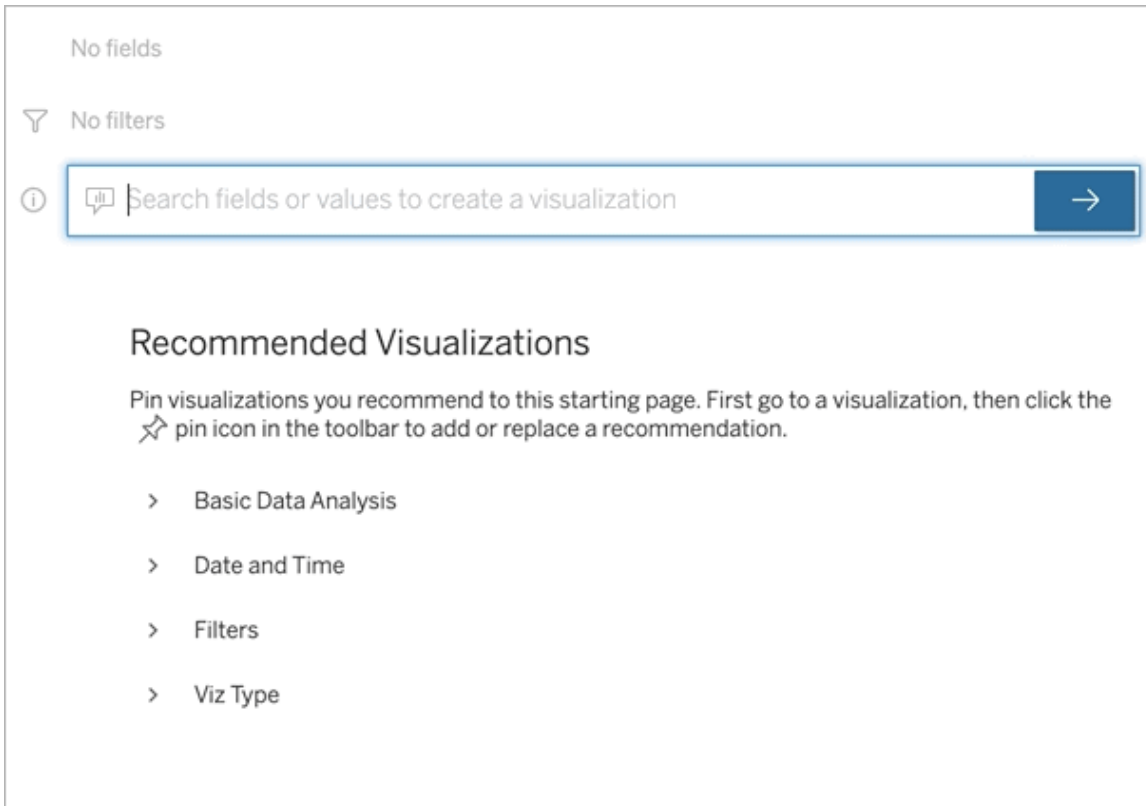 No fields
No filters
Search fields or values to create a visualization
Recommended Visualizations
Pin visualizations you recommend to this starting page. First go to a visualization, then click the
pin icon in the toolbar to add or replace a recommendation.
Basic Data Analysis
Date and Time
Filters
Viz Type